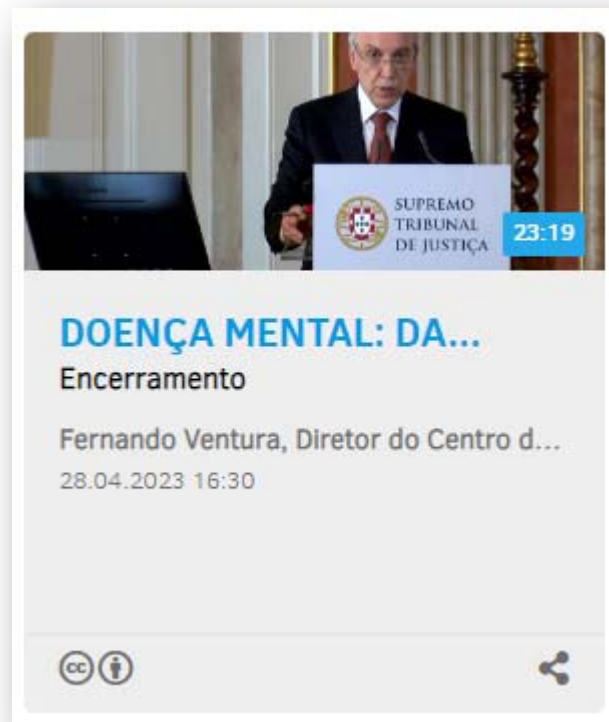 SUPREMO
TRIBUNAL
DE JUSTIÇA
23:19
DOENÇA MENTAL: DA...
Encerramento
Fernando Ventura, Diretor do Centro d...
28.04.2023 16:30
cc